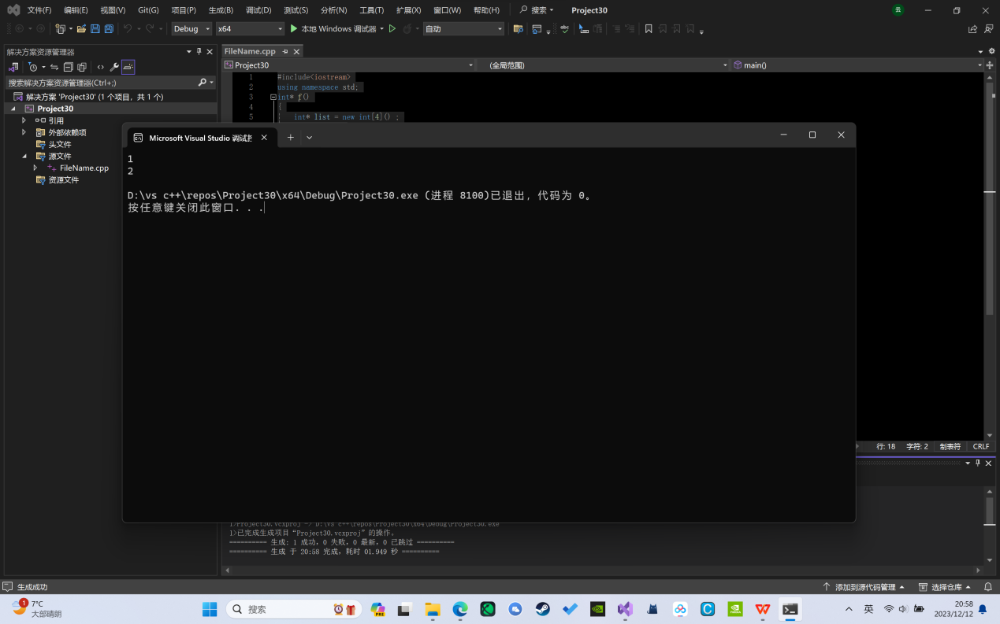 文件(F) 编辑(E) 视图(V) Git(G) 项目(P) 生成(B) 调试(D) 测试(S) 分析(N) 工具(T) 扩展(X) 窗口(W) 帮助(H) 搜索 Project30 云
Debug x64 本地 Windows 调试器 自动
解决方案资源管理器
搜索解决方案资源管理器(Ctrl+;)
解决方案 'Project30' (1 个项目，共 1 个)
Project30
引用
外部依赖项
头文件
源文件
FileName.cpp
资源文件
FileName.cpp
Project30 (全局范围) main()
1 #include<iostream>
2 using namespace std;
3 int* f()
4 {
5 int* list = new int[4]() ;
Microsoft Visual Studio 调试
1
2
D:\vs c++\repos\Project30\x64\Debug\Project30.exe (进程 8100)已退出，代码为 0。
按任意键关闭此窗口. . .
行: 18 字符: 2 制表符 CRLF
1>Project30.vcxproj -> D:\vs c++\repos\Project30\x64\Debug\Project30.exe
1>已完成生成项目“Project30.vcxproj”的操作。
========== 生成: 1 成功，0 失败，0 最新，0 已跳过 ==========
========== 生成 于 20:58 完成，耗时 01.949 秒 ==========
生成成功 添加到源代码管理 选择仓库
1 7°C
大部晴朗
搜索
PRE
英
20:58
2023/12/12